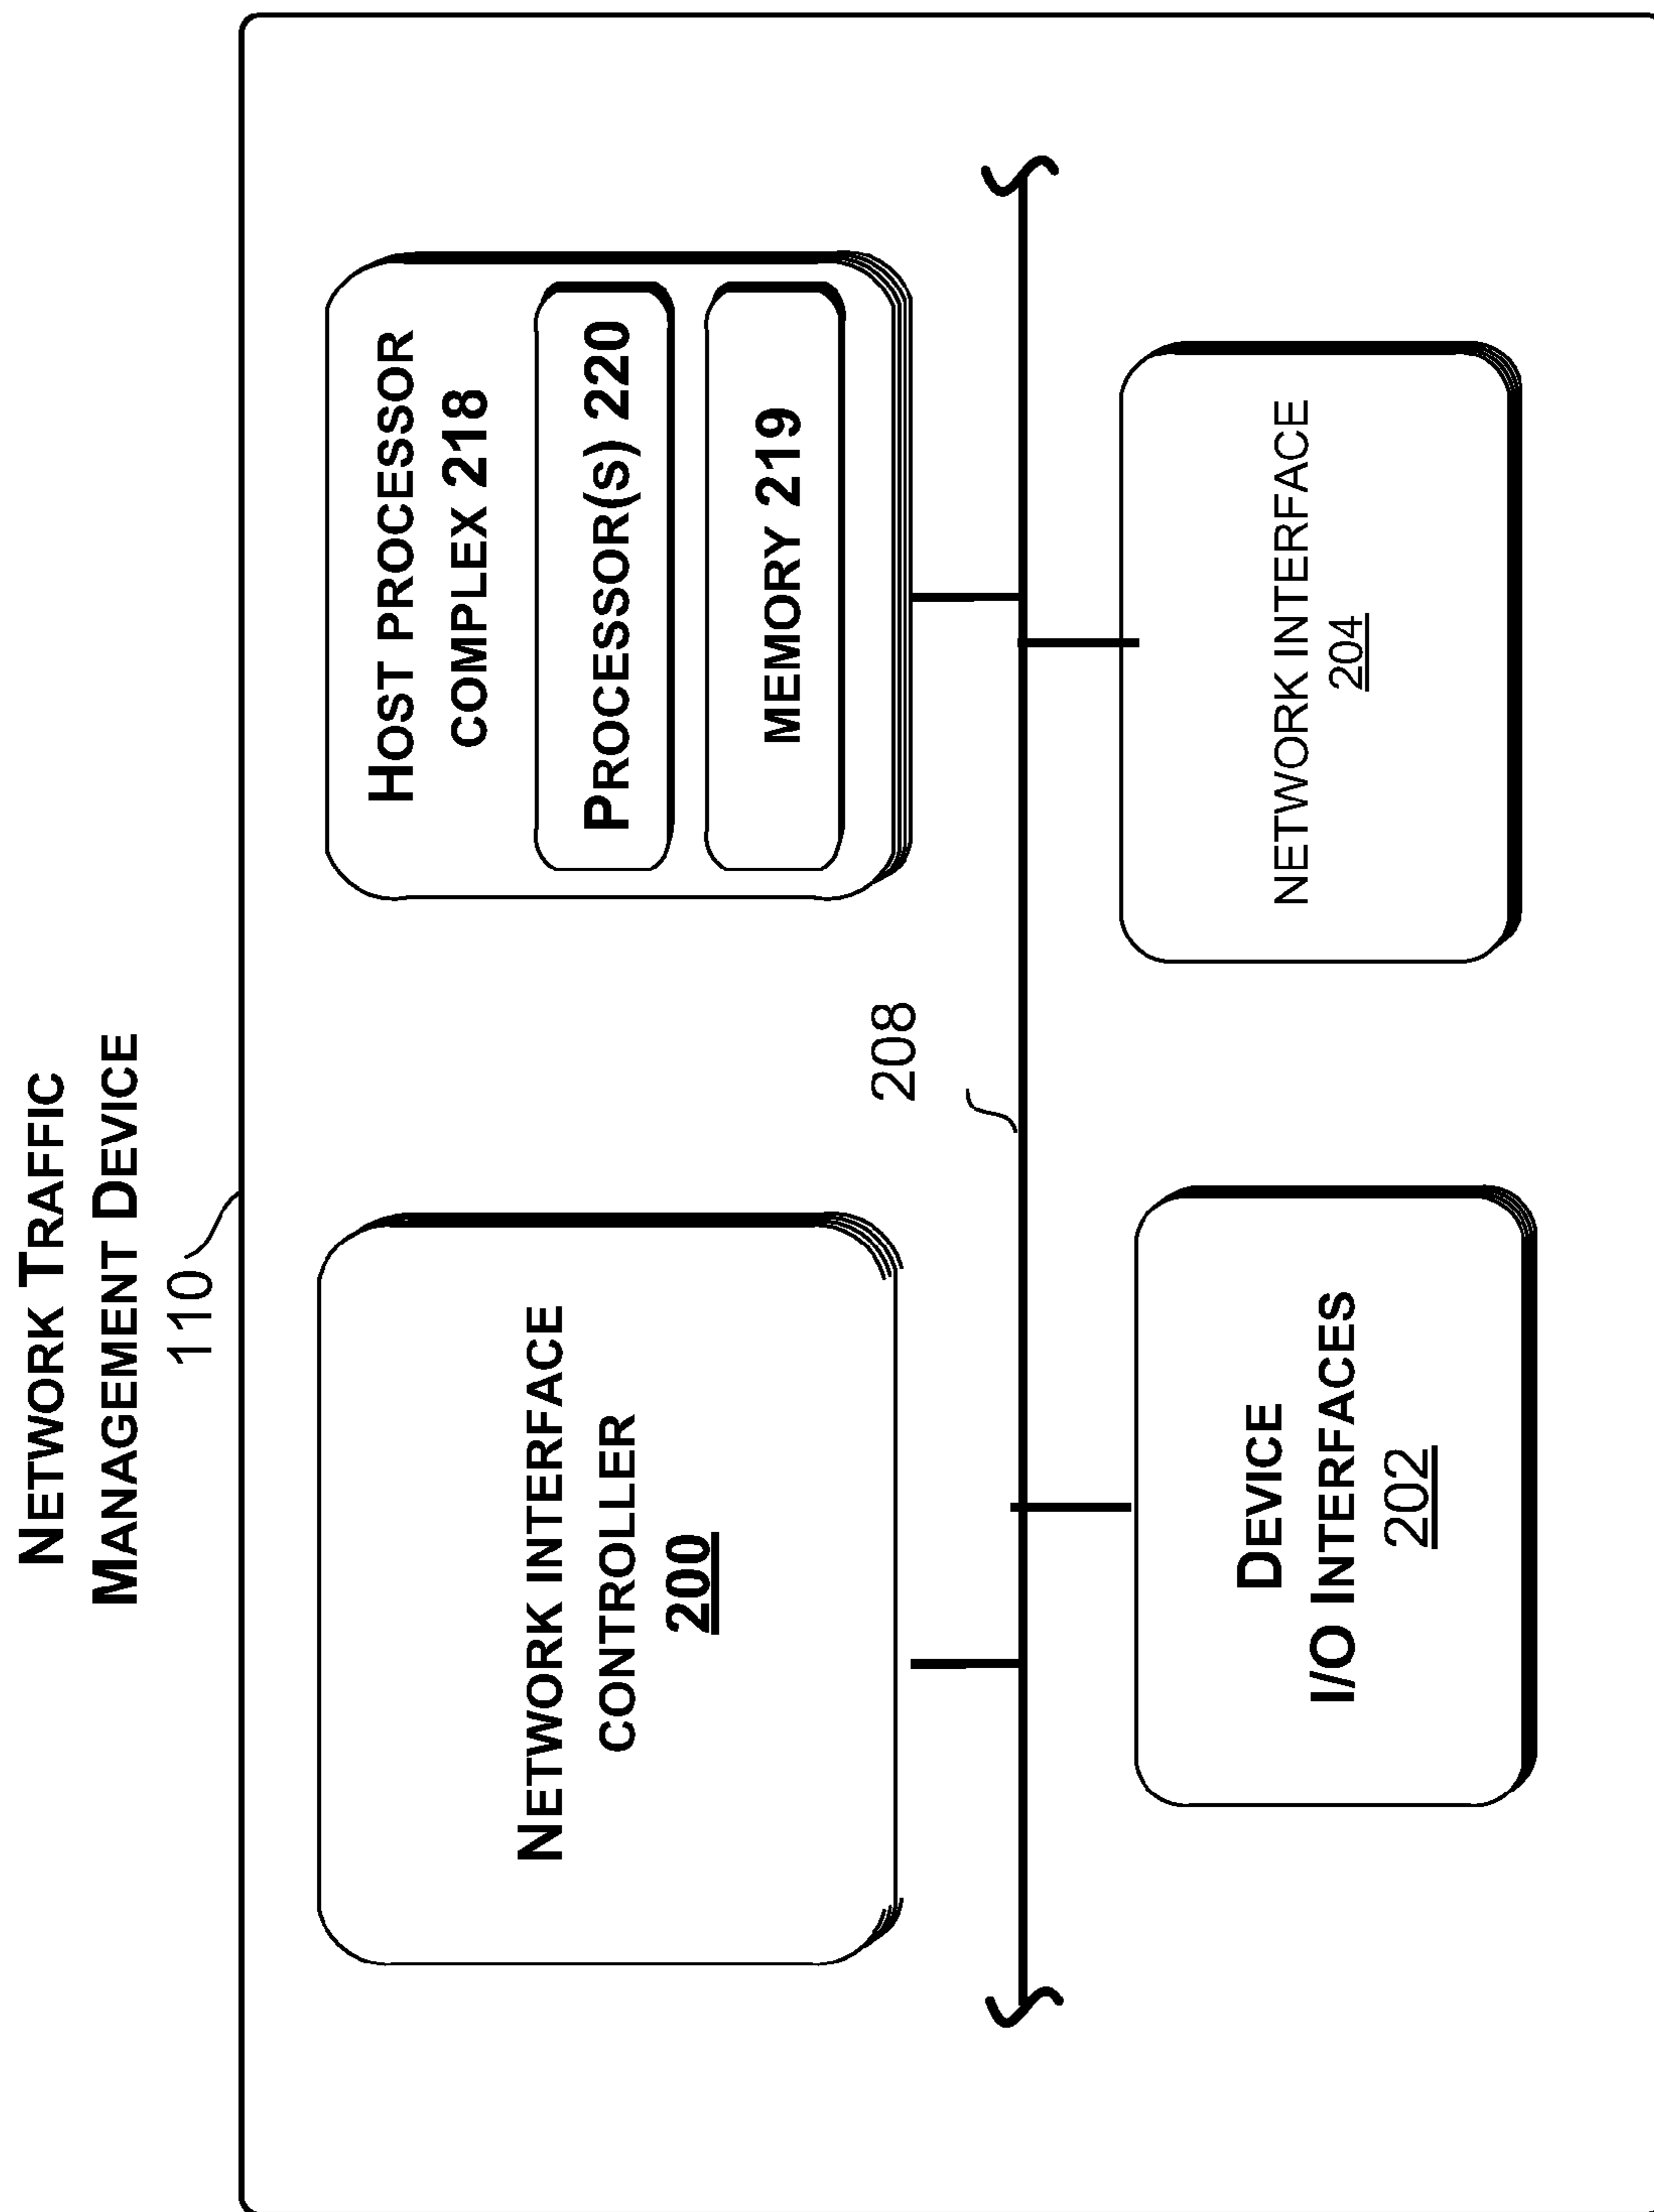 NETWORK TRAFFIC
MANAGEMENT DEVICE
110
NETWORK INTERFACE
CONTROLLER
200
HOST PROCESSOR
COMPLEX 218
PROCESSOR(S) 220
MEMORY 219
208
DEVICE
I/O INTERFACES
202
NETWORK INTERFACE
204